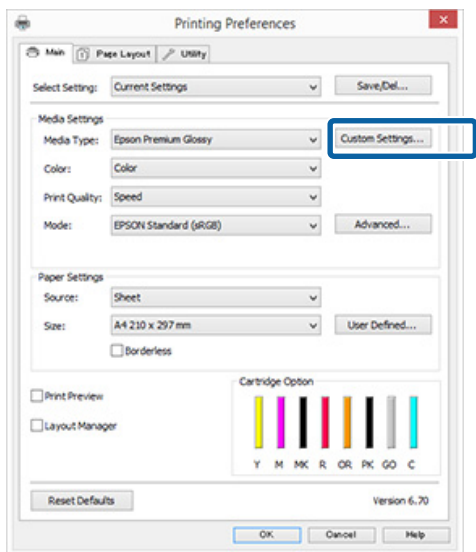 Printing Preferences
Main Page Layout Utility
Select Setting: Current Settings Save/Del...
Media Settings
Media Type: Epson Premium Glossy Custom Settings...
Color: Color
Print Quality: Speed
Mode: EPSON Standard (sRGB) Advanced...
Paper Settings
Source: Sheet
Size: A4 210 x 297 mm User Defined...
Borderless
Cartridge Option
Print Preview
Layout Manager
Y M MK R OR PK GO C
Reset Defaults Version 6.70
OK Cancel Help